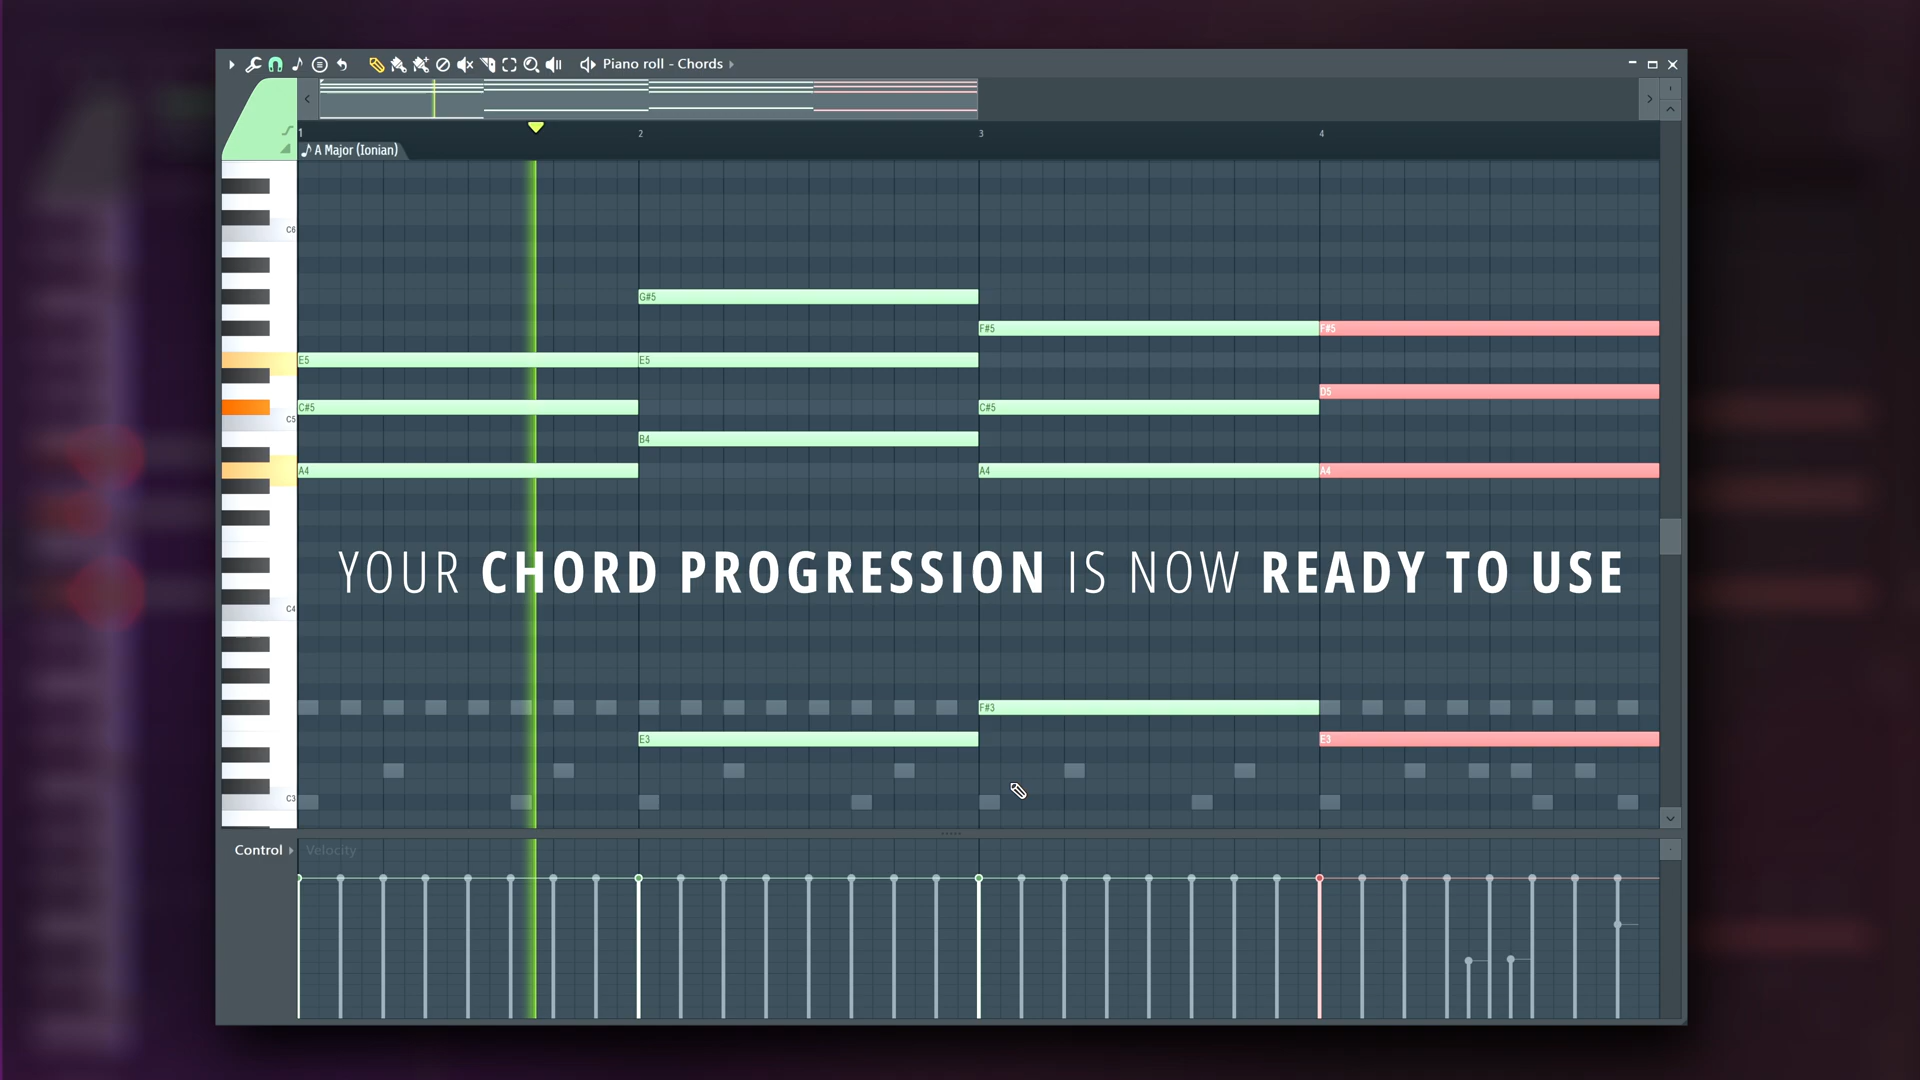 Piano roll - Chords
1 2 3 4
A Major (Ionian)
C6
G#5
F#5 F#5
E5 E5
D5
C#5 C#5
C5
B4
A4 A4 A4
YOUR CHORD PROGRESSION IS NOW READY TO USE
C4
F#3
E3 E3
C3
Control Velocity